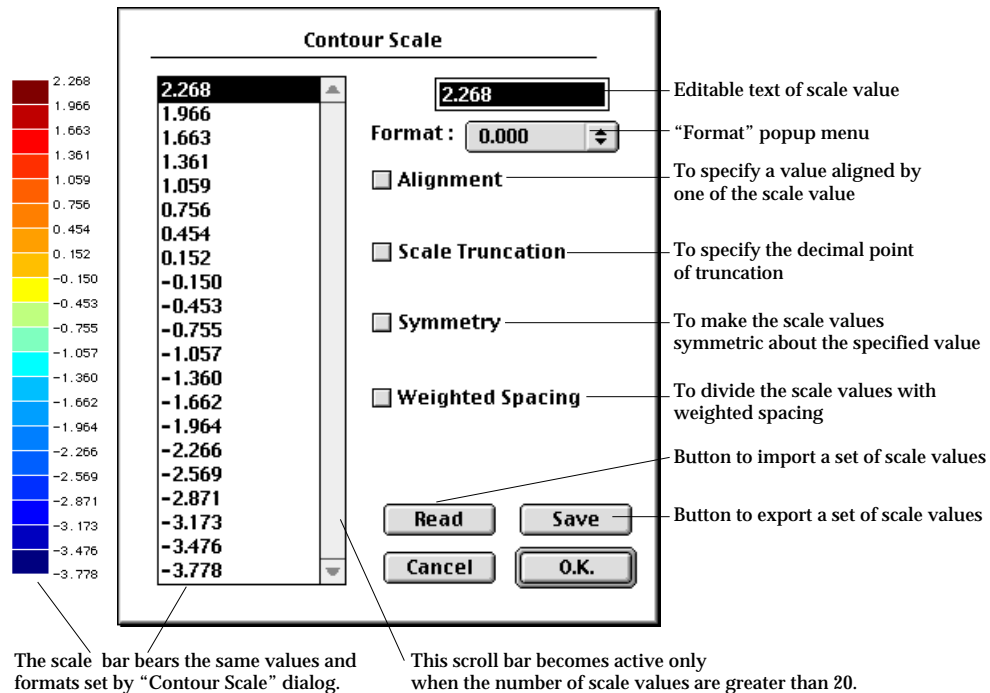 Contour Scale
2.268
1.966
1.663
1.361
1.059
0.756
0.454
0.152
-0.150
-0.453
-0.755
-1.057
-1.360
-1.662
-1.964
-2.266
-2.569
-2.871
-3.173
-3.476
-3.778
2.268
1.966
1.663
1.361
1.059
0.756
0.454
0.152
-0.150
-0.453
-0.755
-1.057
-1.360
-1.662
-1.964
-2.266
-2.569
-2.871
-3.173
-3.476
-3.778
2.268
Editable text of scale value
Format : 0.000
“Format” popup menu
Alignment
To specify a value aligned by
one of the scale value
Scale Truncation
To specify the decimal point
of truncation
Symmetry
To make the scale values
symmetric about the specified value
Weighted Spacing
To divide the scale values with
weighted spacing
Button to import a set of scale values
Read
Save
Button to export a set of scale values
Cancel
O.K.
The scale bar bears the same values and
formats set by “Contour Scale” dialog.
This scroll bar becomes active only
when the number of scale values are greater than 20.